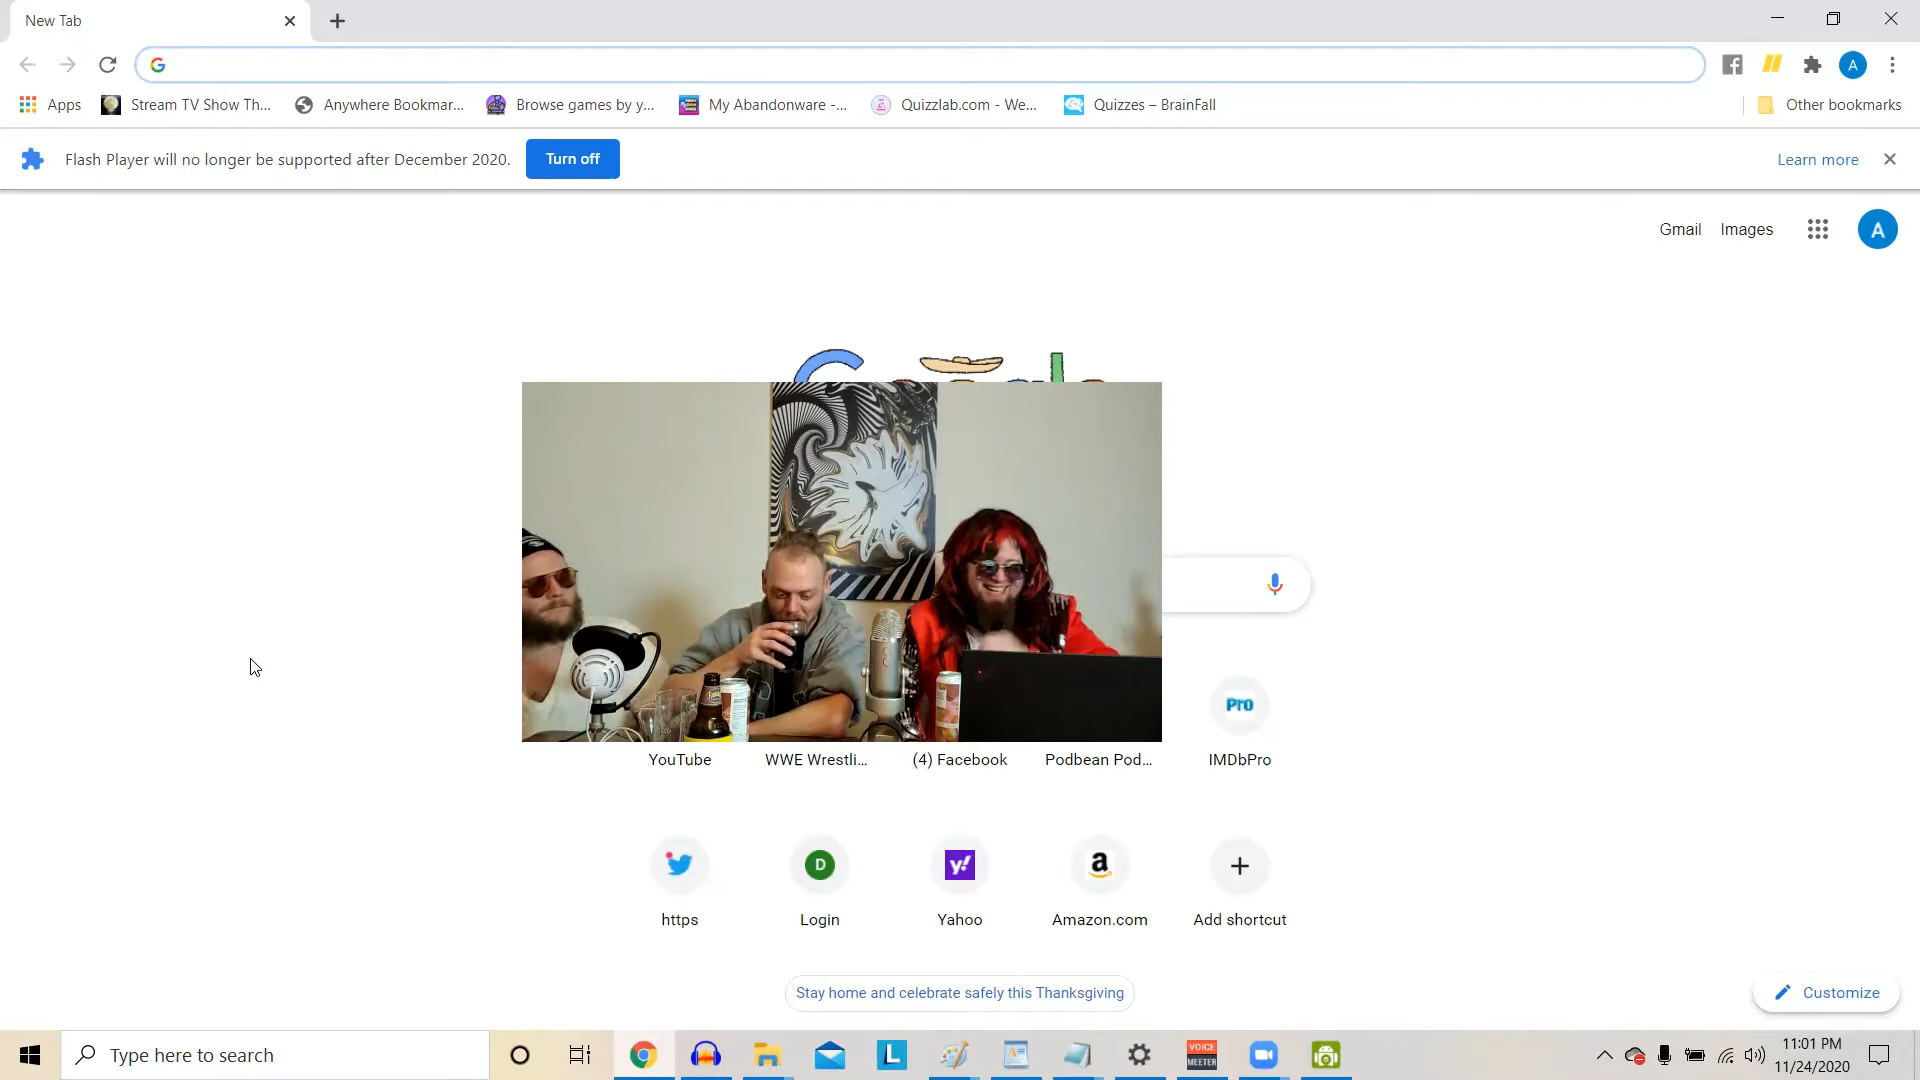 New Tab
Apps Stream TV Show Th... Anywhere Bookmar... Browse games by y... My Abandonware -... Quizzlab.com - We... Quizzes – BrainFall Other bookmarks
Flash Player will no longer be supported after December 2020. Turn off Learn more
Gmail Images A
YouTube WWE Wrestli... (4) Facebook Podbean Pod... IMDbPro
Pro
D y! a
https Login Yahoo Amazon.com Add shortcut
Stay home and celebrate safely this Thanksgiving
Customize
Type here to search
L
VOICE
MEETER
11:01 PM
11/24/2020